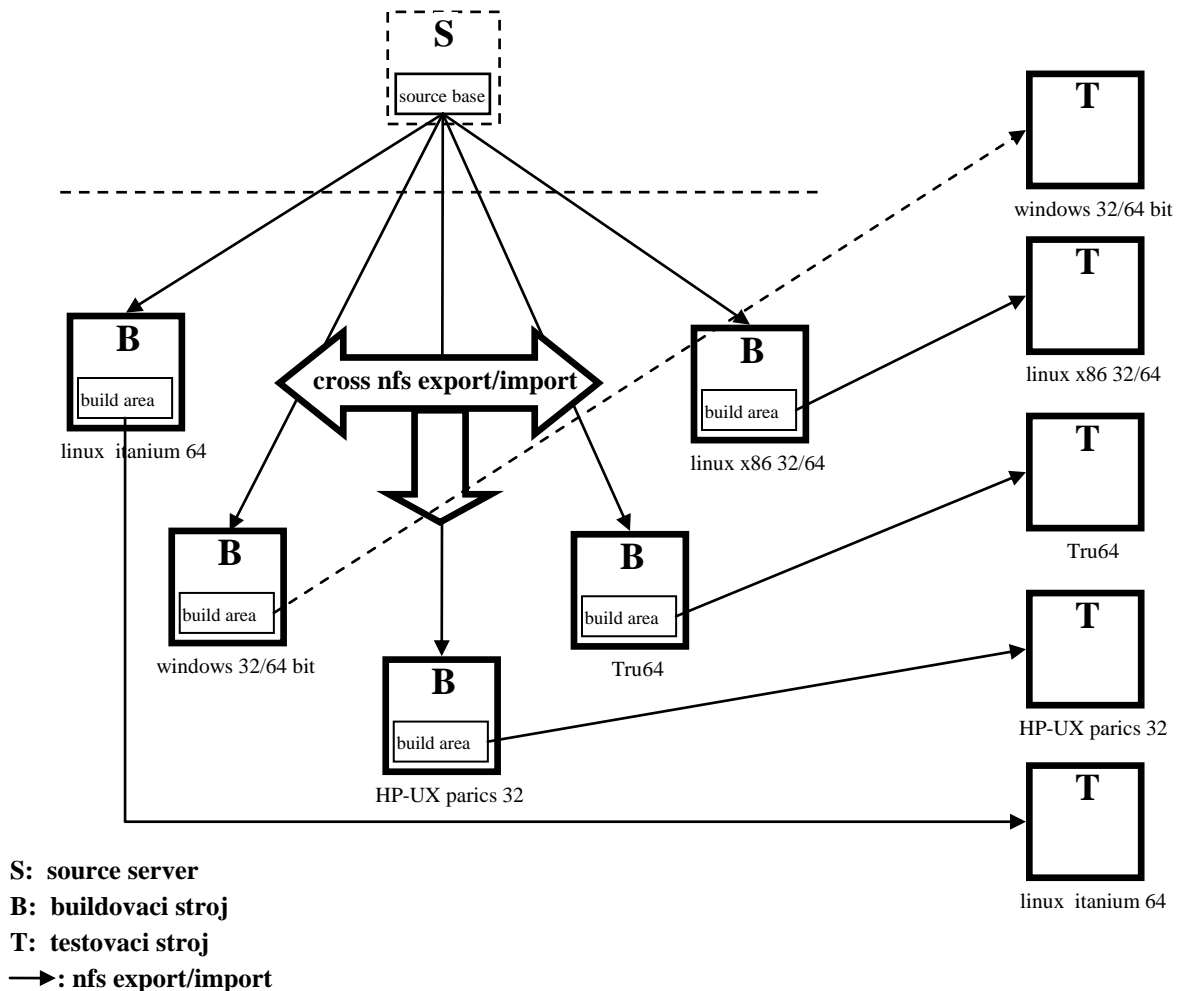 S
source base
T
windows 32/64 bit
T
linux x86 32/64
B
build area
linux itanium 64
cross nfs export/import
B
build area
linux x86 32/64
T
Tru64
B
build area
windows 32/64 bit
B
build area
Tru64
B
build area
HP-UX parics 32
T
HP-UX parics 32
T
linux itanium 64
S: source server
B: buildovaci stroj
T: testovaci stroj
: nfs export/import